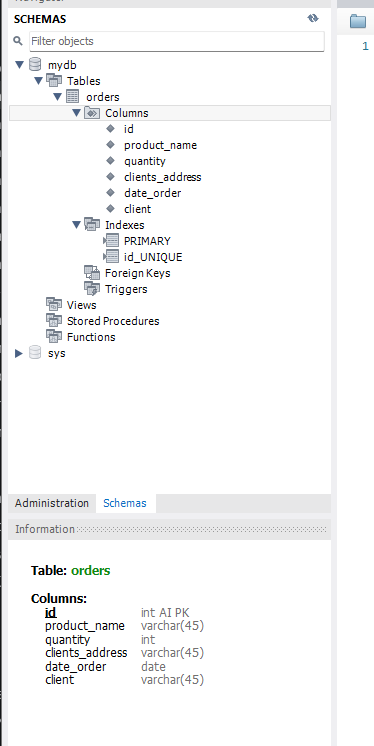 SCHEMAS
Filter objects
1
mydb
Tables
orders
Columns
id
product_name
quantity
clients_address
date_order
client
Indexes
PRIMARY
id_UNIQUE
Foreign Keys
Triggers
Views
Stored Procedures
Functions
sys
Administration Schemas
Information
Table: orders
Columns:
id int AI PK
product_name varchar(45)
quantity int
clients_address varchar(45)
date_order date
client varchar(45)